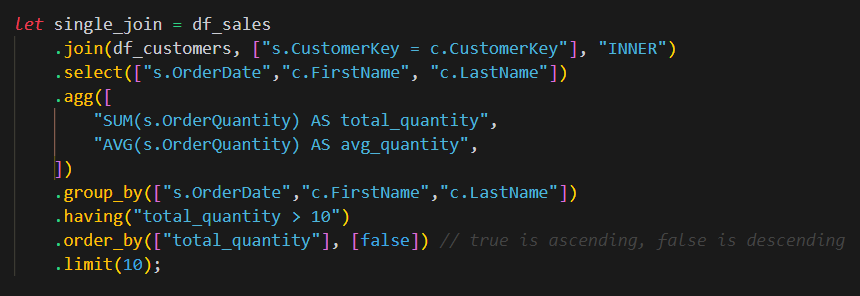 let single_join = df_sales
.join(df_customers, ["s.CustomerKey = c.CustomerKey"], "INNER")
.select(["s.OrderDate","c.FirstName", "c.LastName"])
.agg([
"SUM(s.OrderQuantity) AS total_quantity",
"AVG(s.OrderQuantity) AS avg_quantity",
])
.group_by(["s.OrderDate","c.FirstName","c.LastName"])
.having("total_quantity > 10")
.order_by(["total_quantity"], [false]) // true is ascending, false is descending
.limit(10);